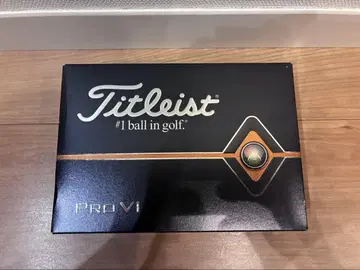 Titleist®
#1 ball in golf.®
PRO V1